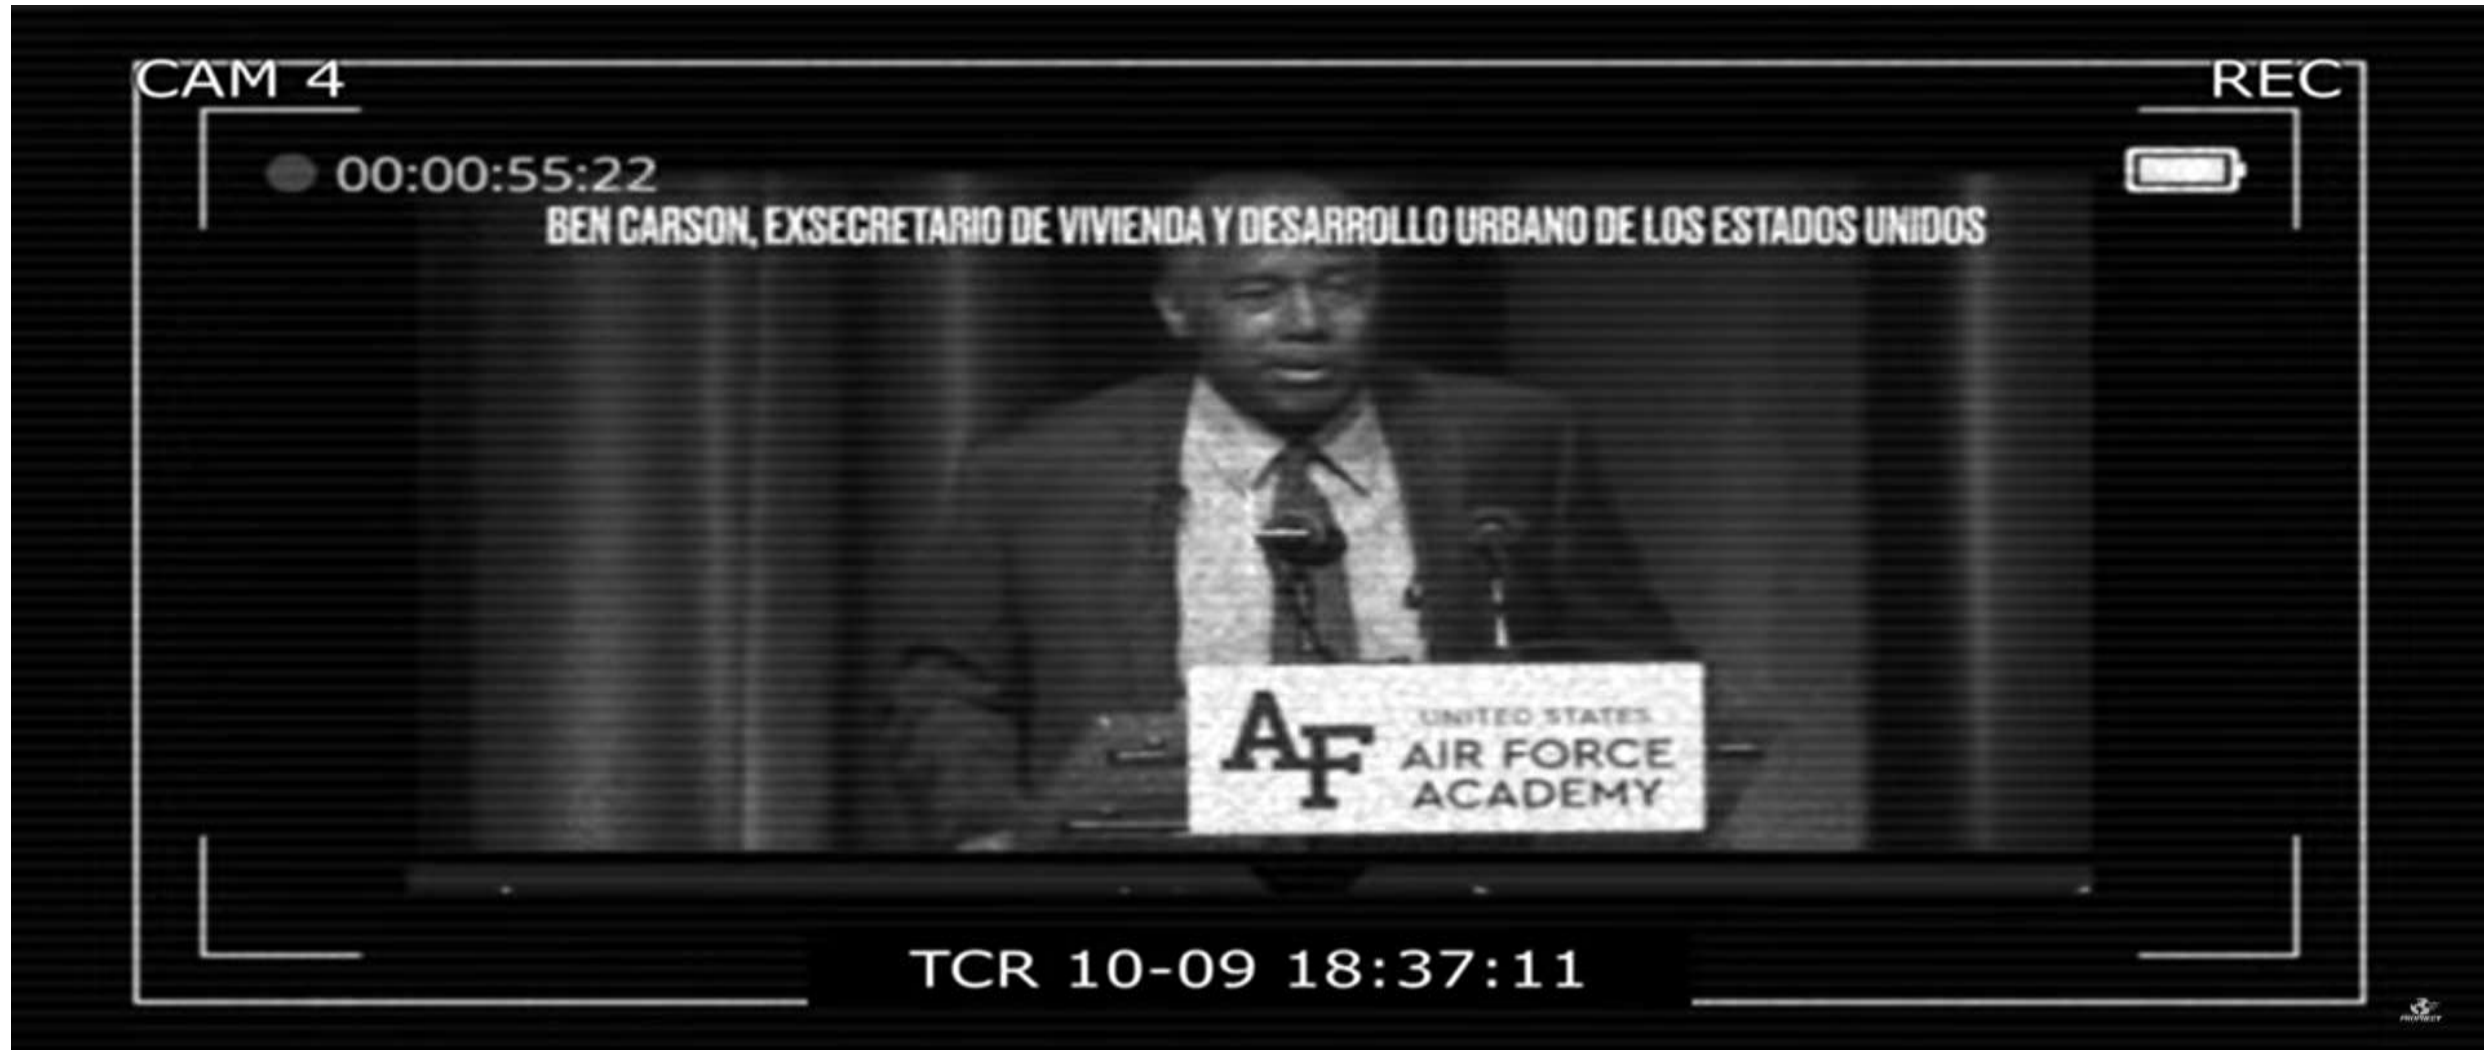 CAM 4
REC
00:00:55:22
BEN CARSON, EXSECRETARIO DE VIVIENDA Y DESARROLLO URBANO DE LOS ESTADOS UNIDOS
AF
UNITED STATES
AIR FORCE
ACADEMY
TCR 10-09 18:37:11
PROPHECY